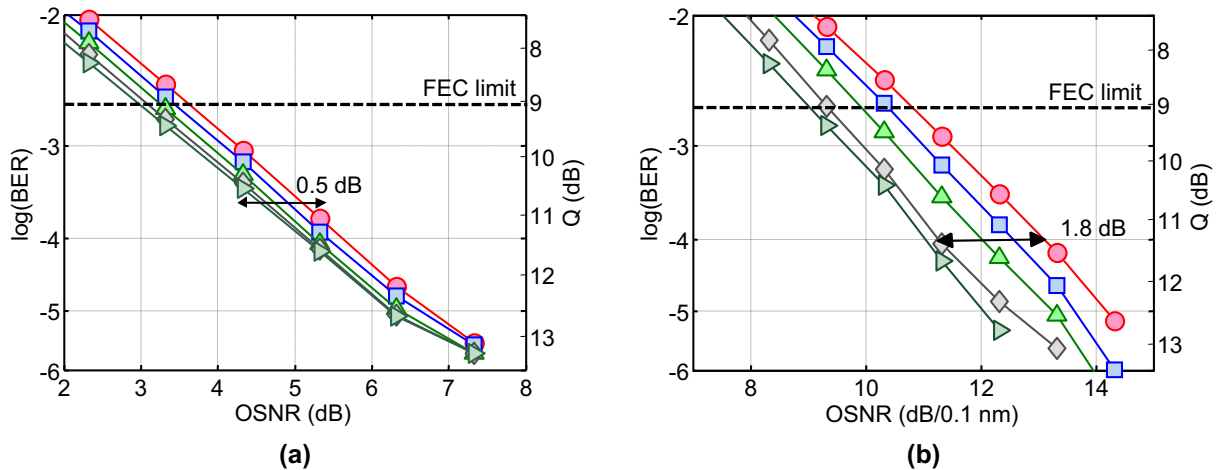 -2
-3
-4
-5
-6
log(BER)
FEC limit
0.5 dB
8
9
10
11
12
13
Q (dB)
2 3 4 5 6 7 8
OSNR (dB)
(a)
-2
-3
-4
-5
-6
log(BER)
FEC limit
1.8 dB
8
9
10
11
12
13
Q (dB)
8 10 12 14
OSNR (dB/0.1 nm)
(b)